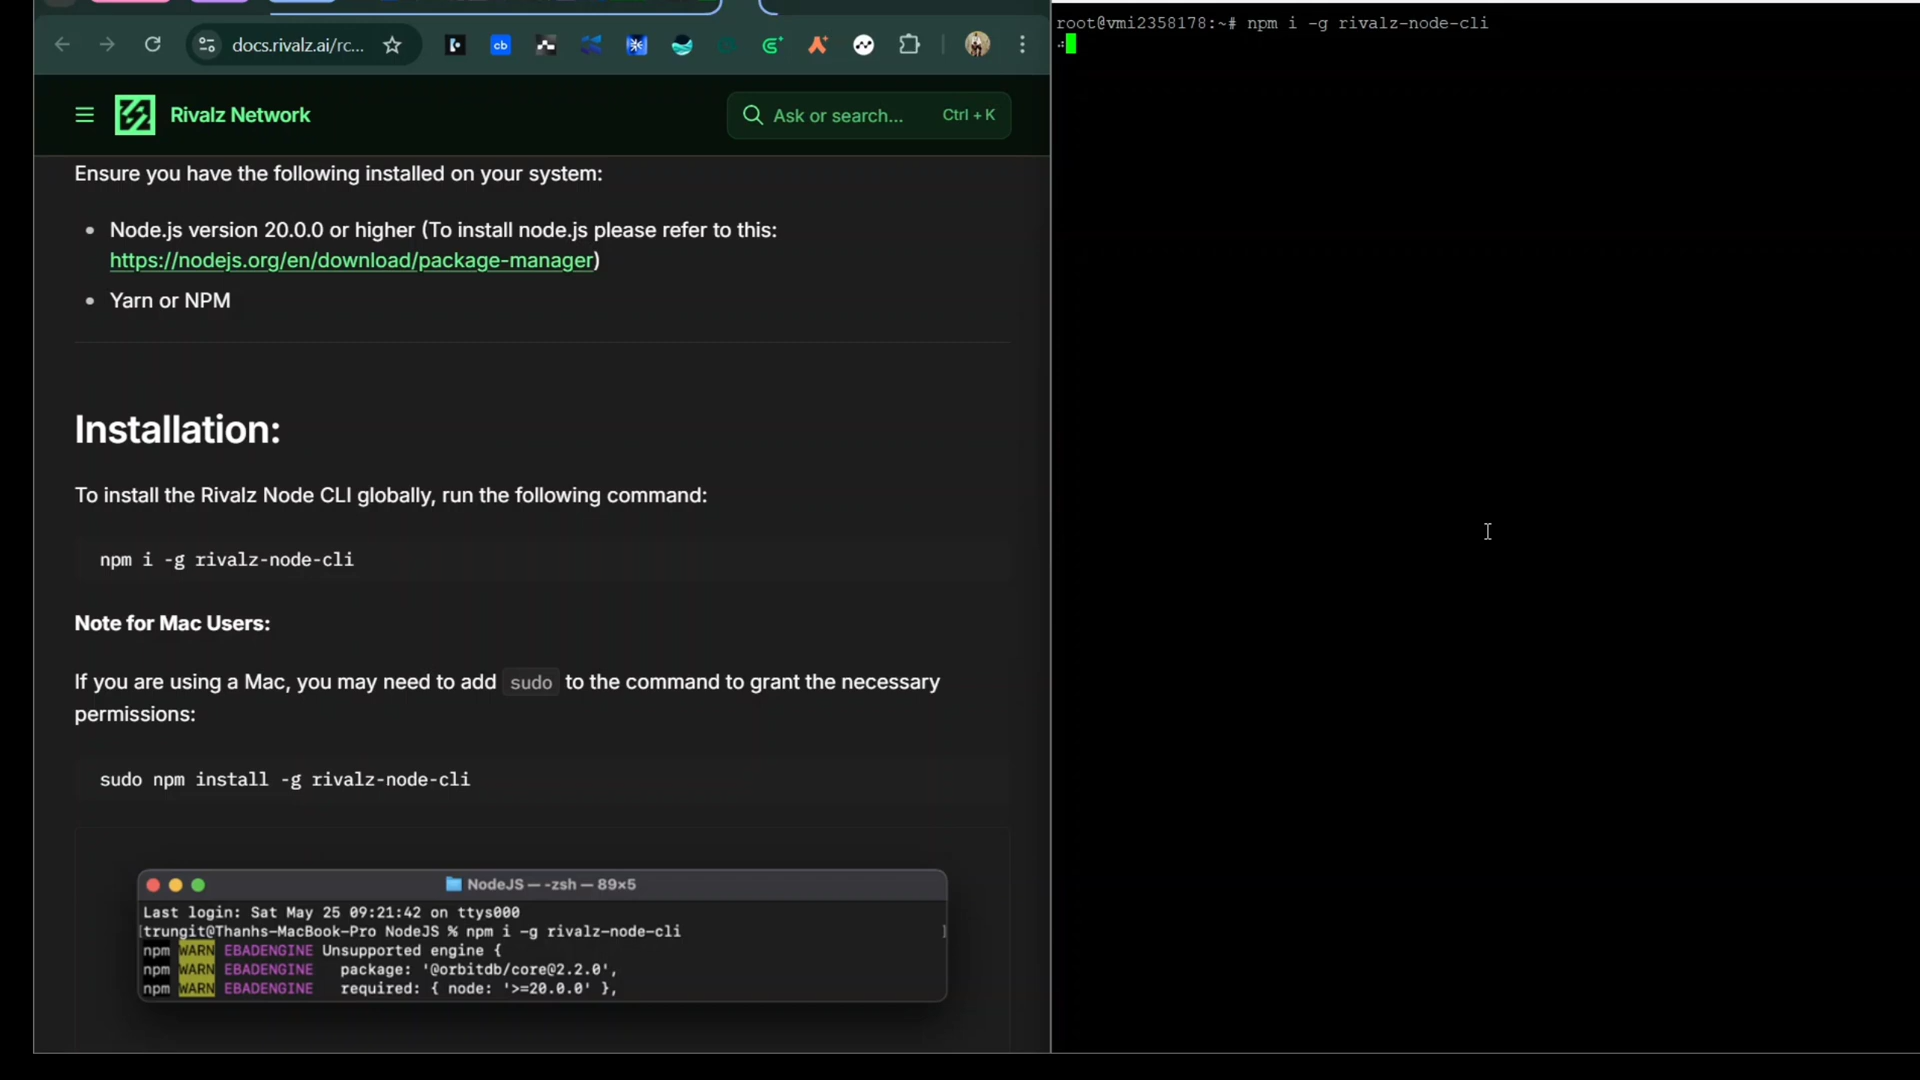 docs.rivalz.ai/rc...
cb
Rivalz Network
Ask or search...
Ctrl + K
Ensure you have the following installed on your system:
• Node.js version 20.0.0 or higher (To install node.js please refer to this:
https://nodejs.org/en/download/package-manager)
• Yarn or NPM
Installation:
To install the Rivalz Node CLI globally, run the following command:
npm i -g rivalz-node-cli
Note for Mac Users:
If you are using a Mac, you may need to add sudo to the command to grant the necessary
permissions:
sudo npm install -g rivalz-node-cli
NodeJS — -zsh — 89×5
Last login: Sat May 25 09:21:42 on ttys000
[trungit@Thanhs-MacBook-Pro NodeJS % npm i -g rivalz-node-cli ]
npm WARN EBADENGINE Unsupported engine {
npm WARN EBADENGINE package: '@orbitdb/core@2.2.0',
npm WARN EBADENGINE required: { node: '>=20.0.0' },
root@vmi2358178:~# npm i -g rivalz-node-cli